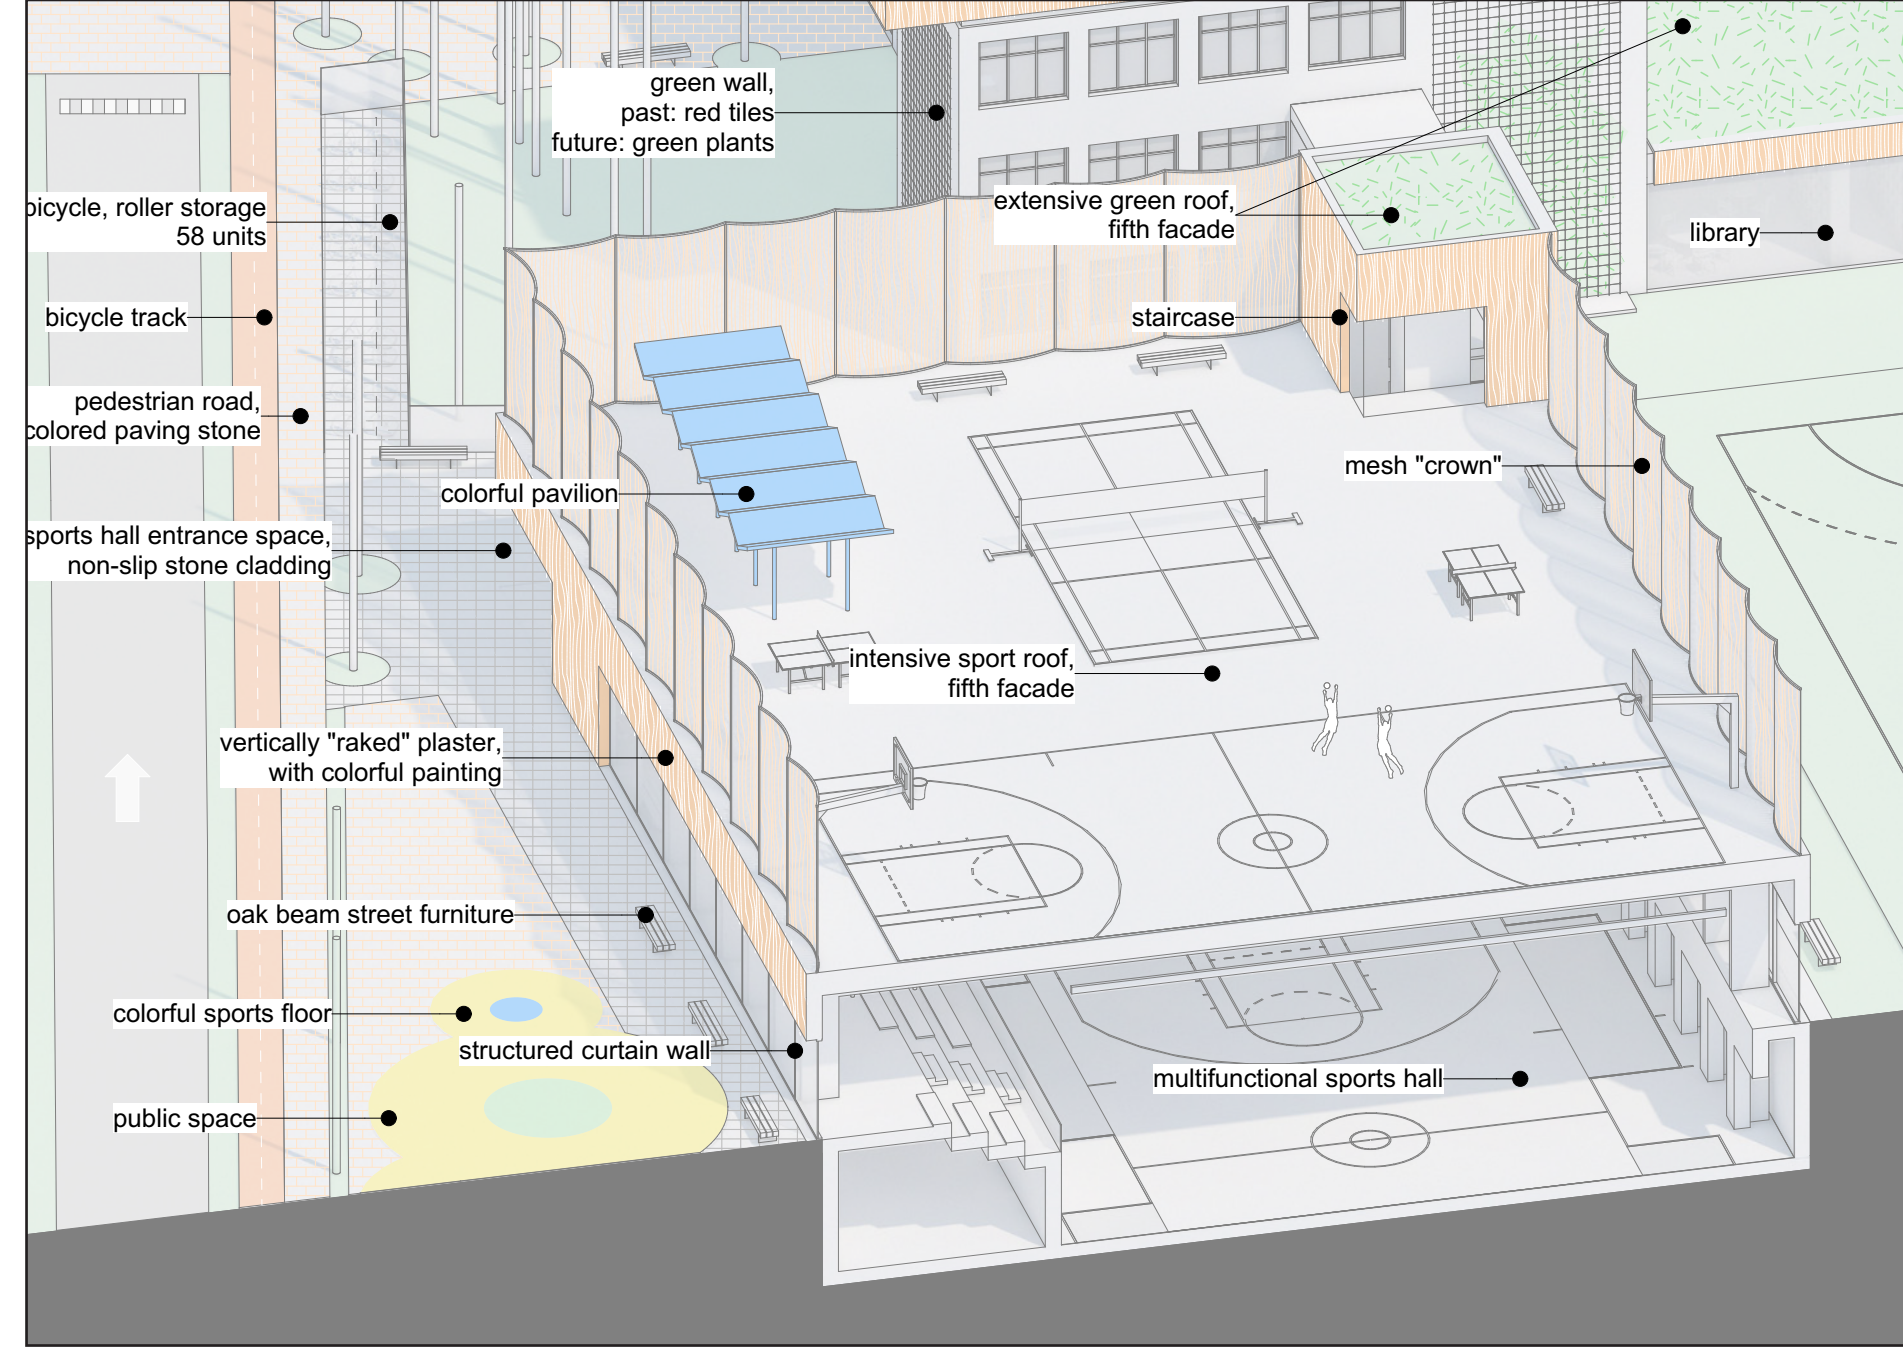 green wall,
past: red tiles
future: green plants
bicycle, roller storage
58 units
extensive green roof,
fifth facade
library
bicycle track
staircase
pedestrian road,
colored paving stone
mesh "crown"
colorful pavilion
sports hall entrance space,
non-slip stone cladding
intensive sport roof,
fifth facade
vertically "raked" plaster,
with colorful painting
oak beam street furniture
colorful sports floor
structured curtain wall
multifunctional sports hall
public space